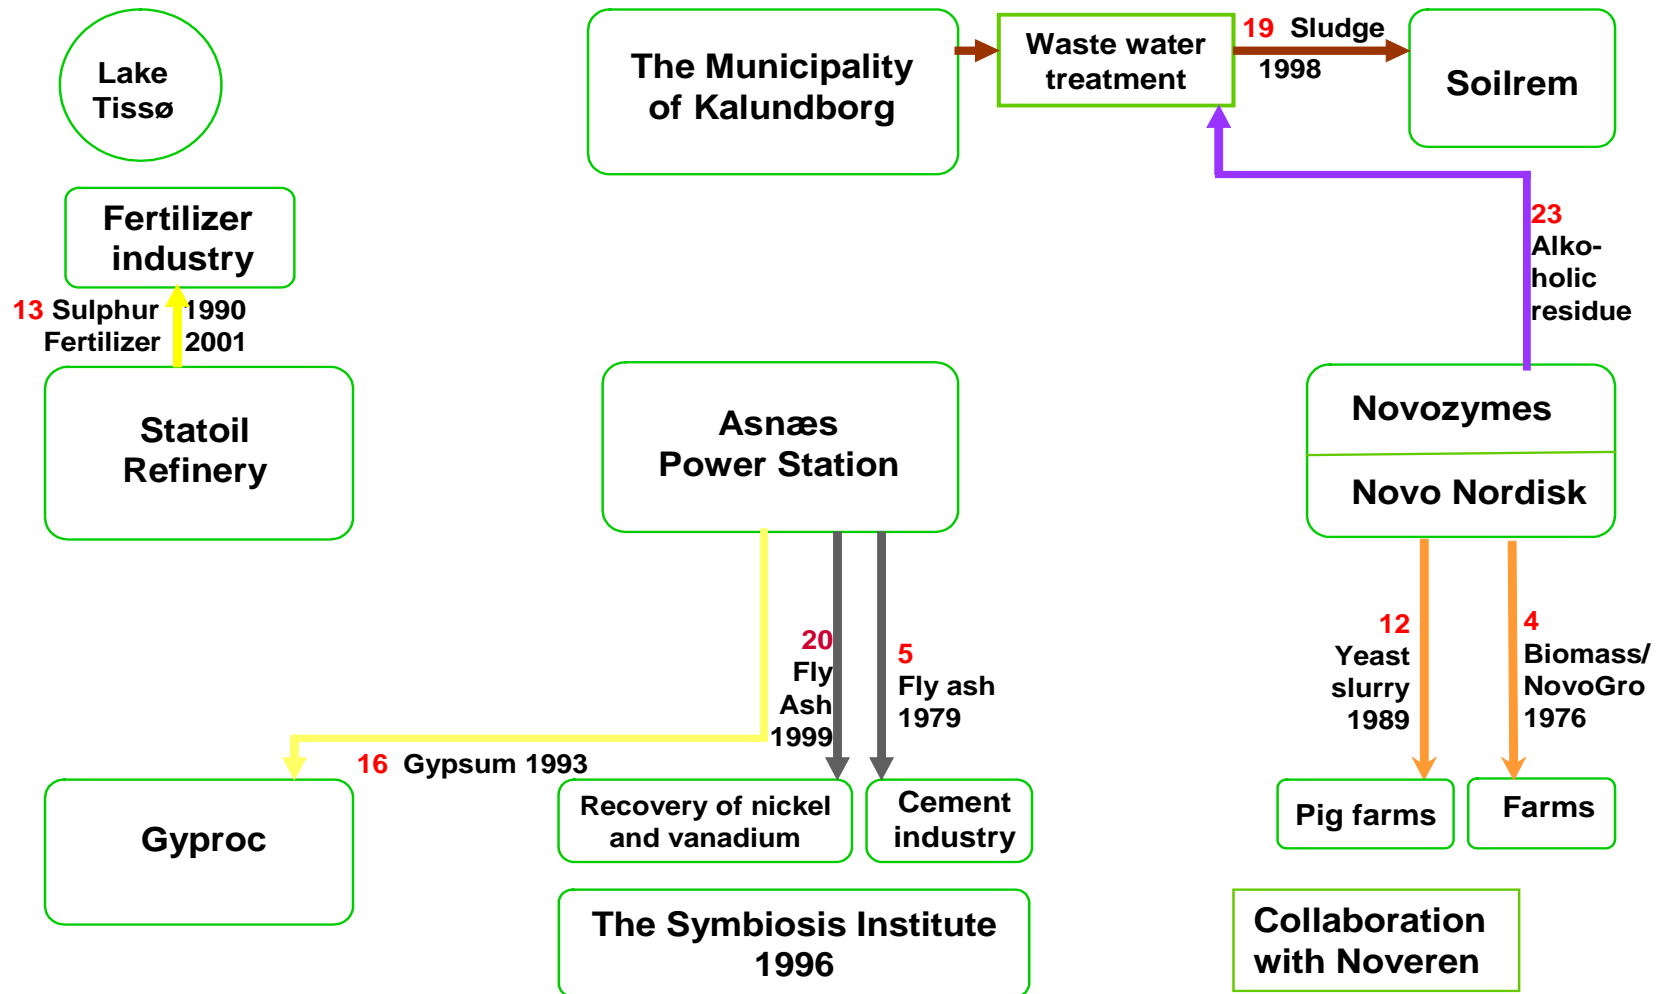 Lake
Tissø
The Municipality
of Kalundborg
Waste water
treatment
19 Sludge
1998
Soilrem
Fertilizer
industry
13 Sulphur 1990
Fertilizer 2001
23
Alko-
holic
residue
Statoil
Refinery
Asnæs
Power Station
Novozymes
Novo Nordisk
20
Fly
Ash
1999
5
Fly ash
1979
12
Yeast
slurry
1989
4
Biomass/
NovoGro
1976
16 Gypsum 1993
Gyproc
Recovery of nickel
and vanadium
Cement
industry
Pig farms
Farms
The Symbiosis Institute
1996
Collaboration
with Noveren